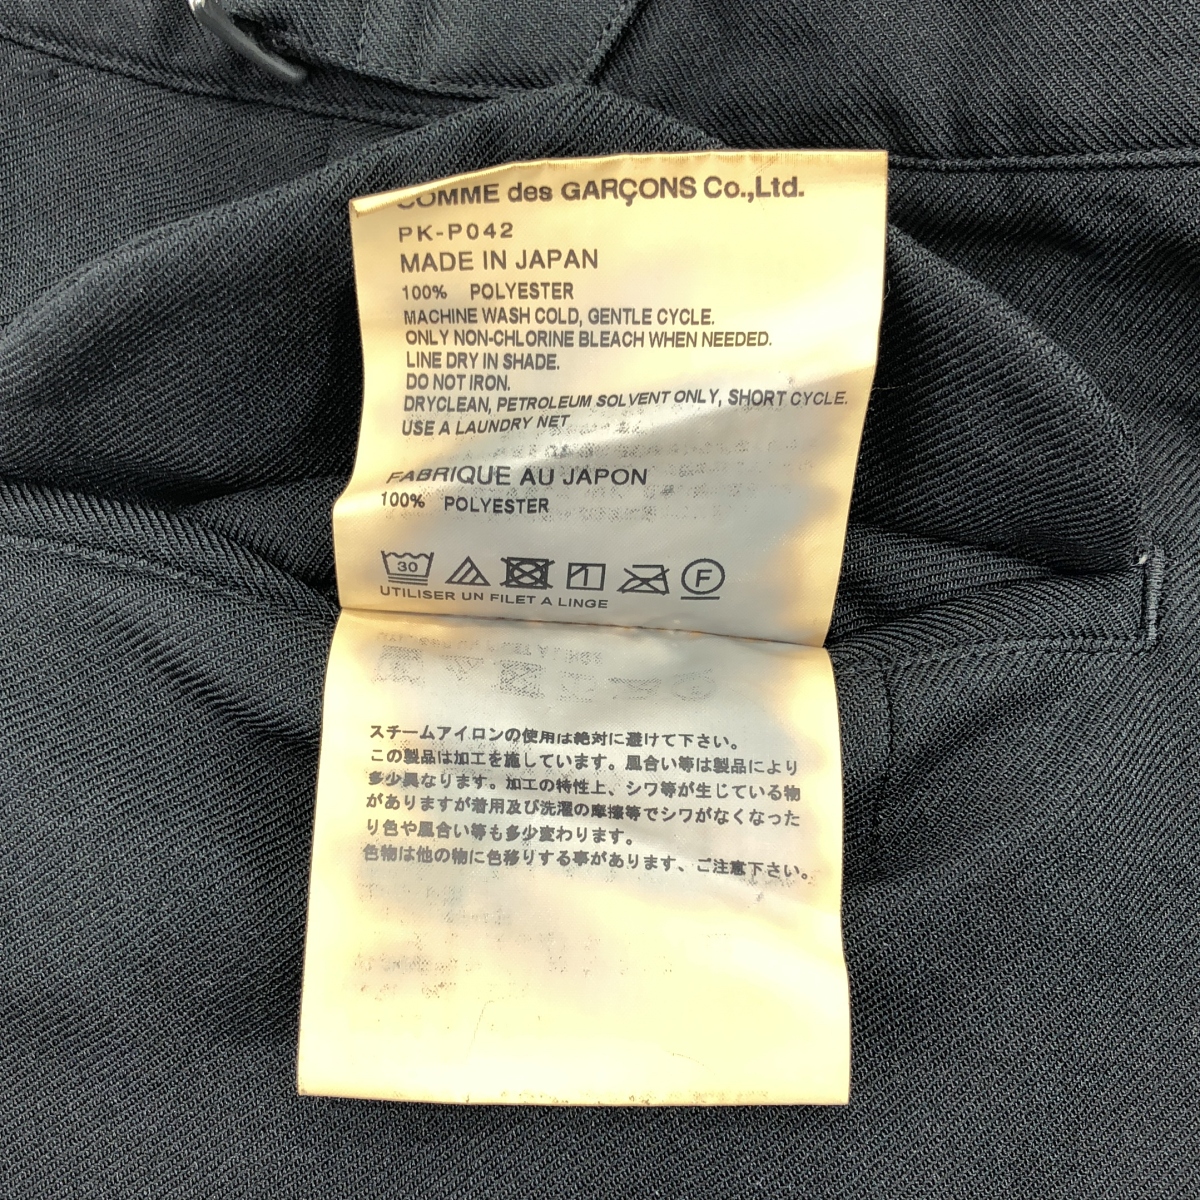 COMME des GARÇONS Co.,Ltd.
PK-P042
MADE IN JAPAN
100% POLYESTER
MACHINE WASH COLD, GENTLE CYCLE.
ONLY NON-CHLORINE BLEACH WHEN NEEDED.
LINE DRY IN SHADE.
DO NOT IRON.
DRYCLEAN, PETROLEUM SOLVENT ONLY, SHORT CYCLE.
USE A LAUNDRY NET
FABRIQUE AU JAPON
100% POLYESTER
30 1 F
UTILISER UN FILET A LINGE
スチームアイロンの使用は絶対に避けて下さい。
この製品は加工を施しています。風合い等は製品により
多少異なります。加工の特性上、シワ等が生じている物
がありますが着用及び洗濯の摩擦等でシワがなくなった
り色や風合い等も多少変わります。
色物は他の物に色移りする事があります、ご注意下さい。